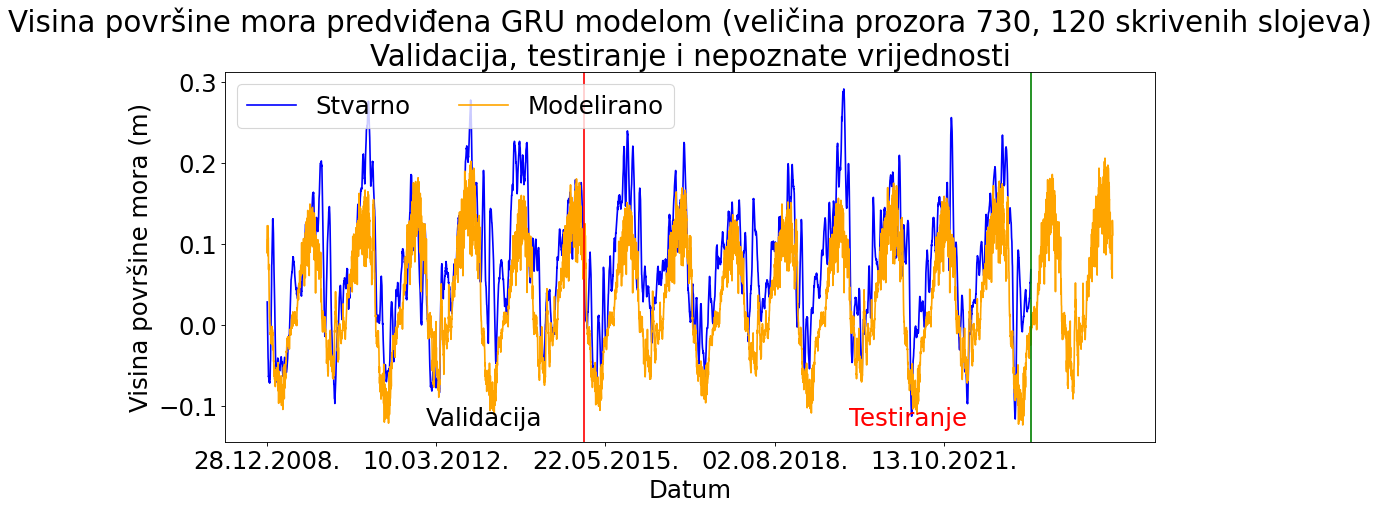 Visina površine mora predviđena GRU modelom (veličina prozora 730, 120 skrivenih slojeva)
Validacija, testiranje i nepoznate vrijednosti
Stvarno
Modelirano
Visina površine mora (m)
0.3
0.2
0.1
0.0
−0.1
Validacija
Testiranje
28.12.2008.
10.03.2012.
22.05.2015.
02.08.2018.
13.10.2021.
Datum